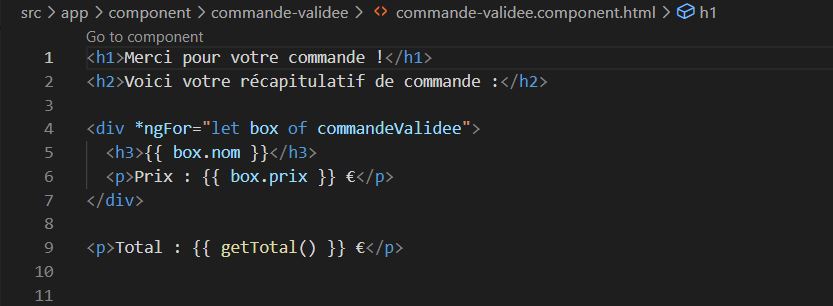 src > app > component > commande-validee > <> commande-validee.component.html > h1
Go to component
1 <h1>Merci pour votre commande !</h1>
2 <h2>Voici votre récapitulatif de commande :</h2>
3
4 <div *ngFor="let box of commandeValidee">
5   <h3>{{ box.nom }}</h3>
6   <p>Prix : {{ box.prix }} €</p>
7 </div>
8
9 <p>Total : {{ getTotal() }} €</p>
10
11